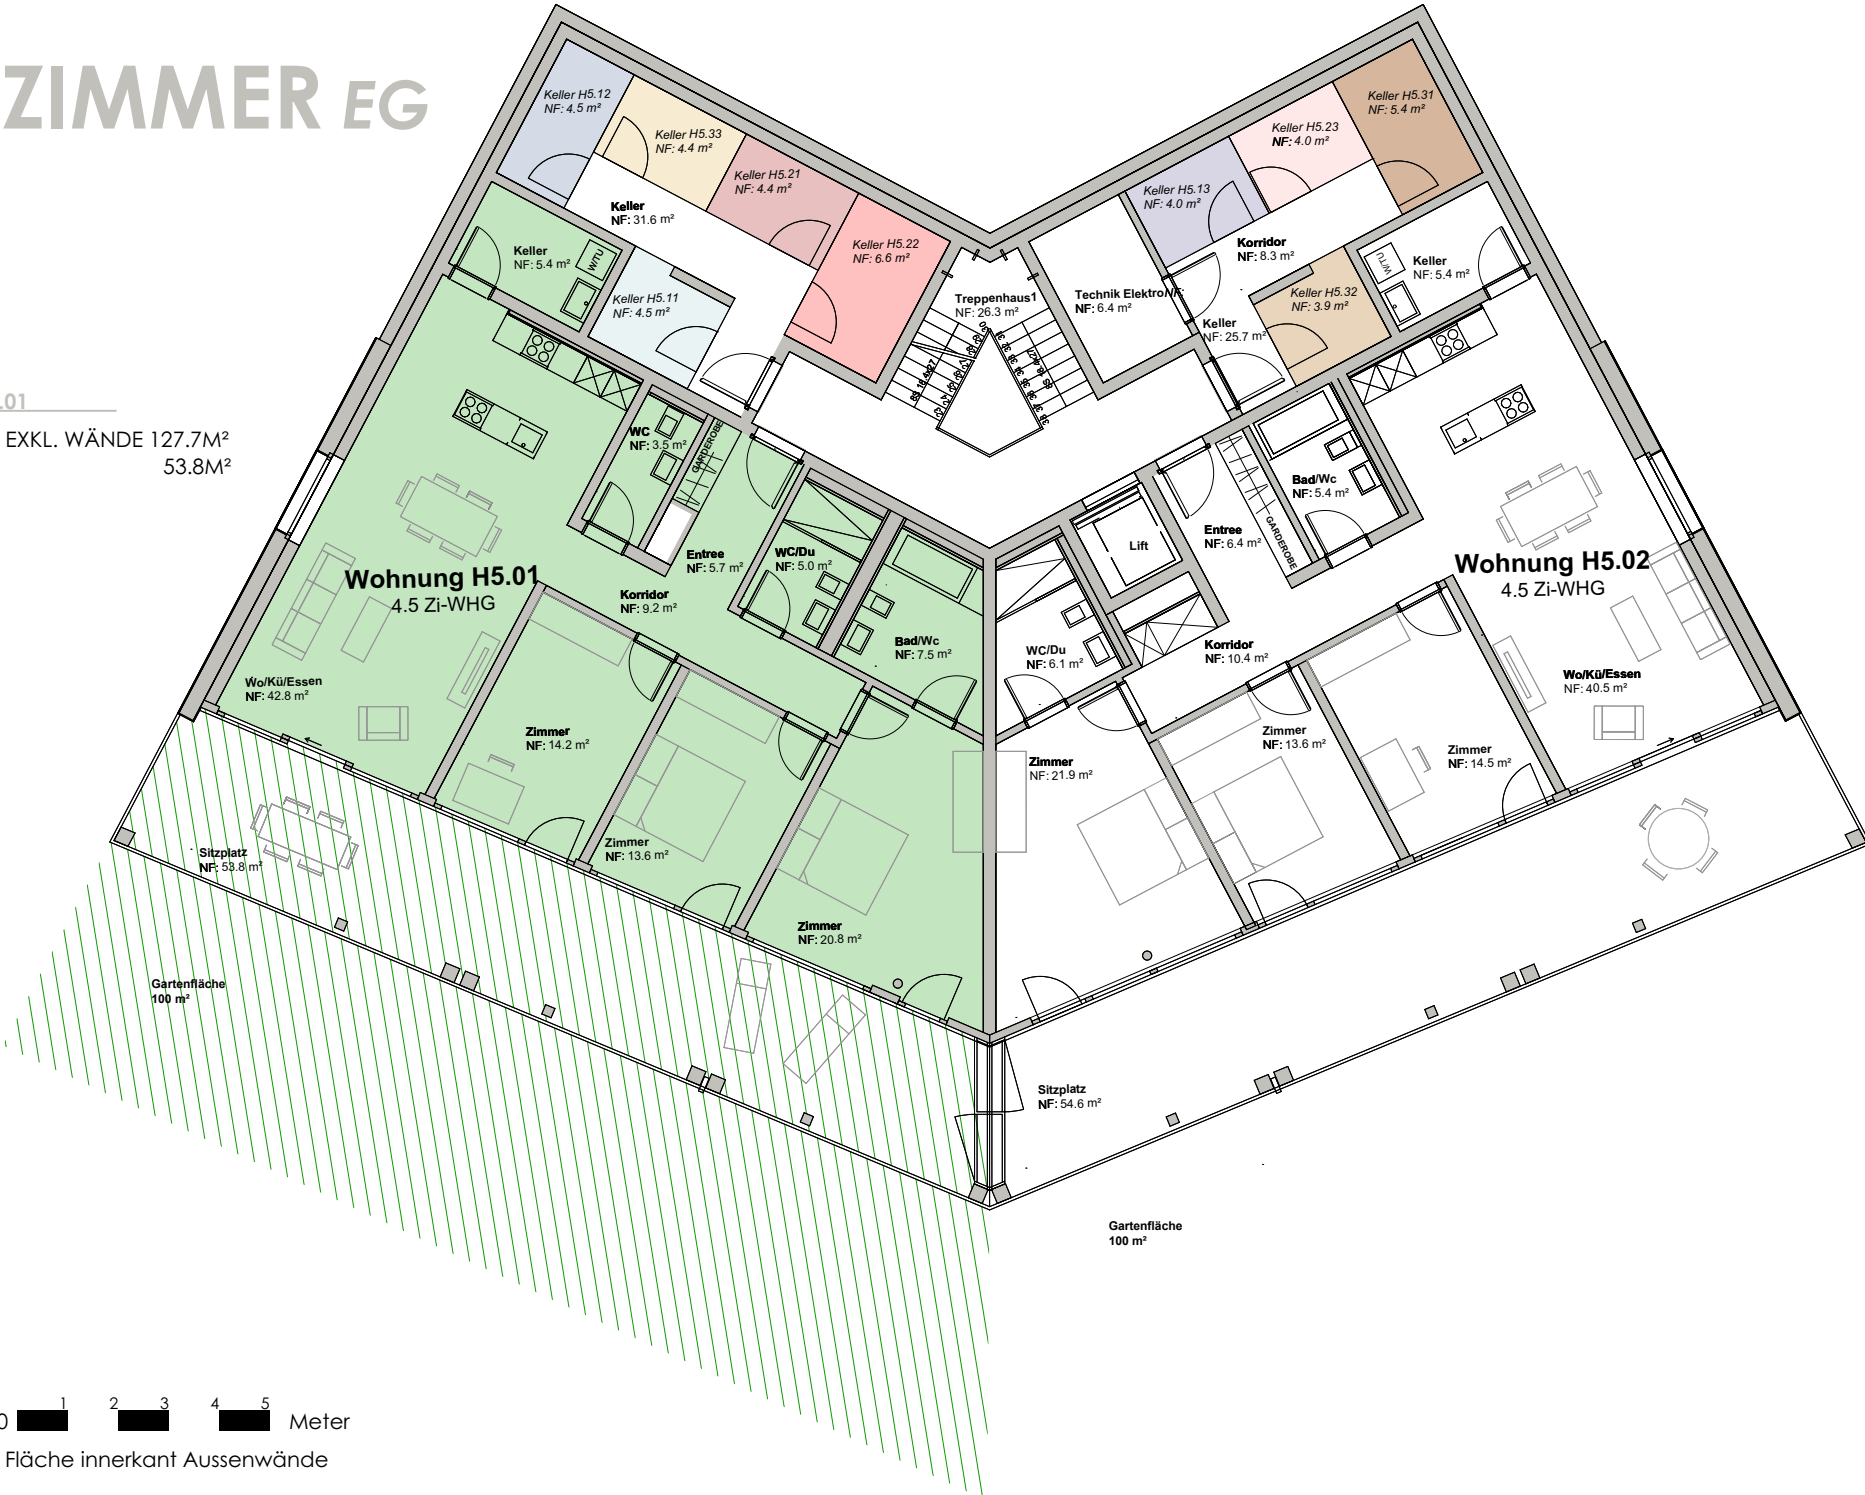 ZIMMER EG
.01
EXKL. WÄNDE 127.7M²
53.8M²
Keller H5.12
NF: 4.5 m²
Keller H5.33
NF: 4.4 m²
Keller H5.21
NF: 4.4 m²
Keller H5.22
NF: 6.6 m²
Keller
NF: 31.6 m²
Keller
NF: 5.4 m²
W/TU
Keller H5.11
NF: 4.5 m²
Treppenhaus1
NF: 26.3 m²
Technik Elektro
NF: 6.4 m²
Keller H5.31
NF: 5.4 m²
Keller H5.23
NF: 4.0 m²
Keller H5.13
NF: 4.0 m²
Korridor
NF: 8.3 m²
Keller H5.32
NF: 3.9 m²
Keller
NF: 25.7 m²
W/TU
Keller
NF: 5.4 m²
WC
NF: 3.5 m²
GARDEROBE
Entree
NF: 5.7 m²
WC/Du
NF: 5.0 m²
Korridor
NF: 9.2 m²
Bad/Wc
NF: 7.5 m²
Wohnung H5.01
4.5 Zi-WHG
Wo/Kü/Essen
NF: 42.8 m²
Zimmer
NF: 14.2 m²
Zimmer
NF: 13.6 m²
Zimmer
NF: 20.8 m²
Sitzplatz
NF: 53.8 m²
Gartenfläche
100 m²
Lift
Entree
NF: 6.4 m²
GARDEROBE
Bad/Wc
NF: 5.4 m²
Wohnung H5.02
4.5 Zi-WHG
WC/Du
NF: 6.1 m²
Korridor
NF: 10.4 m²
Wo/Kü/Essen
NF: 40.5 m²
Zimmer
NF: 21.9 m²
Zimmer
NF: 13.6 m²
Zimmer
NF: 14.5 m²
Sitzplatz
NF: 54.6 m²
Gartenfläche
100 m²
0 1 2 3 4 5 Meter
Fläche innerkant Aussenwände